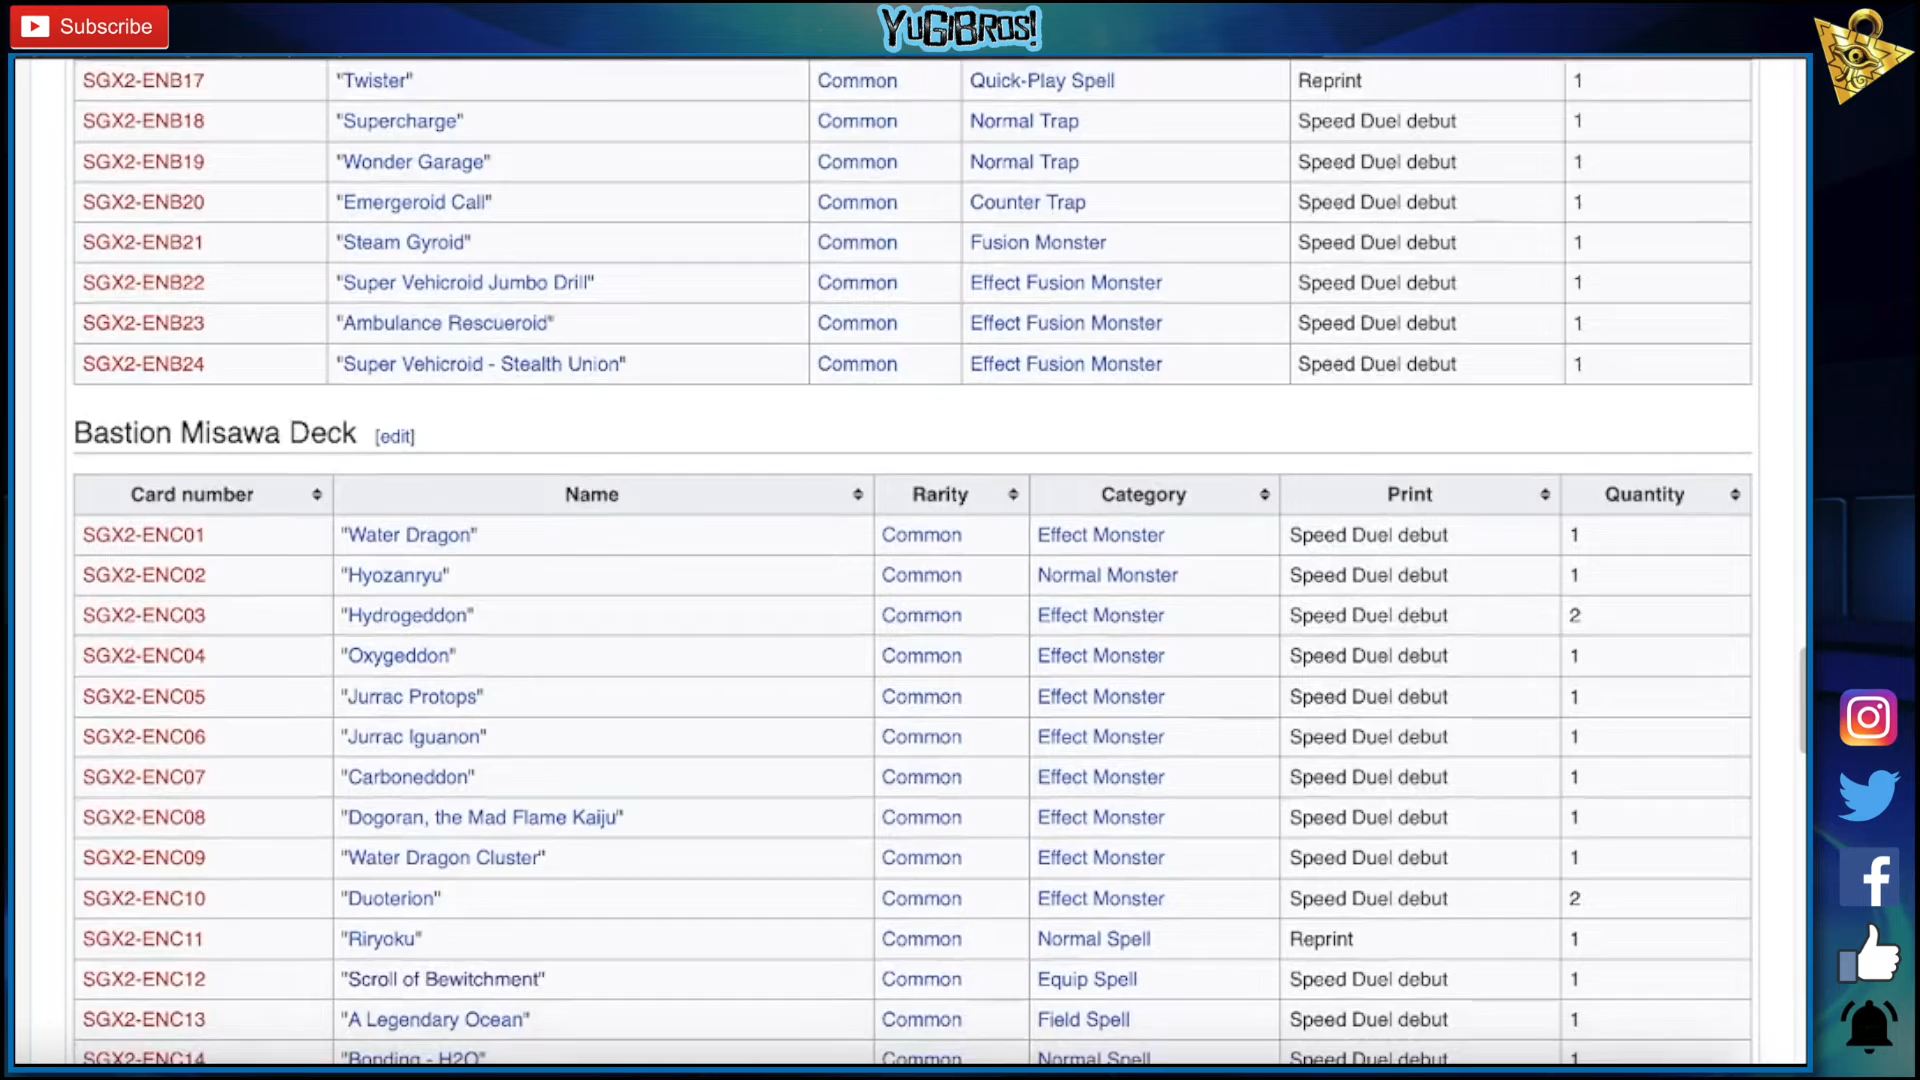 Subscribe
YuGiBros!
SGX2-ENB17 "Twister" Common Quick-Play Spell Reprint 1
SGX2-ENB18 "Supercharge" Common Normal Trap Speed Duel debut 1
SGX2-ENB19 "Wonder Garage" Common Normal Trap Speed Duel debut 1
SGX2-ENB20 "Emergeroid Call" Common Counter Trap Speed Duel debut 1
SGX2-ENB21 "Steam Gyroid" Common Fusion Monster Speed Duel debut 1
SGX2-ENB22 "Super Vehicroid Jumbo Drill" Common Effect Fusion Monster Speed Duel debut 1
SGX2-ENB23 "Ambulance Rescueroid" Common Effect Fusion Monster Speed Duel debut 1
SGX2-ENB24 "Super Vehicroid - Stealth Union" Common Effect Fusion Monster Speed Duel debut 1
Bastion Misawa Deck [edit]
Card number Name Rarity Category Print Quantity
SGX2-ENC01 "Water Dragon" Common Effect Monster Speed Duel debut 1
SGX2-ENC02 "Hyozanryu" Common Normal Monster Speed Duel debut 1
SGX2-ENC03 "Hydrogeddon" Common Effect Monster Speed Duel debut 2
SGX2-ENC04 "Oxygeddon" Common Effect Monster Speed Duel debut 1
SGX2-ENC05 "Jurrac Protops" Common Effect Monster Speed Duel debut 1
SGX2-ENC06 "Jurrac Iguanon" Common Effect Monster Speed Duel debut 1
SGX2-ENC07 "Carboneddon" Common Effect Monster Speed Duel debut 1
SGX2-ENC08 "Dogoran, the Mad Flame Kaiju" Common Effect Monster Speed Duel debut 1
SGX2-ENC09 "Water Dragon Cluster" Common Effect Monster Speed Duel debut 1
SGX2-ENC10 "Duoterion" Common Effect Monster Speed Duel debut 2
SGX2-ENC11 "Riryoku" Common Normal Spell Reprint 1
SGX2-ENC12 "Scroll of Bewitchment" Common Equip Spell Speed Duel debut 1
SGX2-ENC13 "A Legendary Ocean" Common Field Spell Speed Duel debut 1
SGX2-ENC14 "Bonding - H2O" Common Normal Spell Speed Duel debut 1